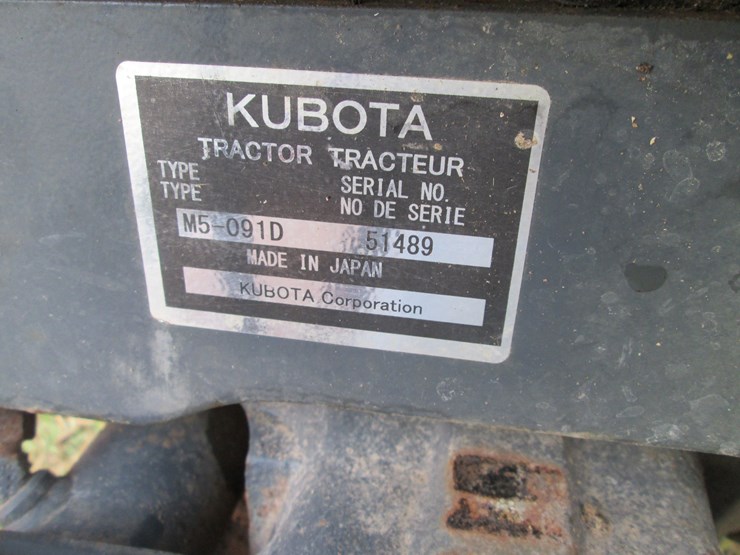 KUBOTA
TRACTOR TRACTEUR
TYPE
TYPE
SERIAL NO.
NO DE SERIE
M5-091D 51489
MADE IN JAPAN
KUBOTA Corporation